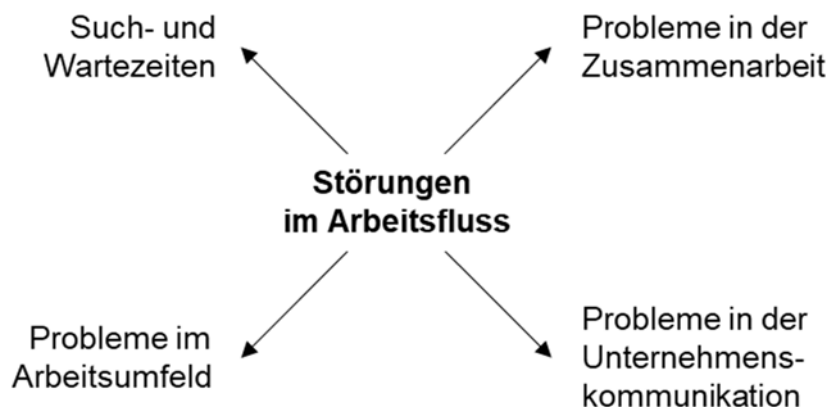 Such- und
Wartezeiten
Probleme in der
Zusammenarbeit
Störungen
im Arbeitsfluss
Probleme im
Arbeitsumfeld
Probleme in der
Unternehmens-
kommunikation